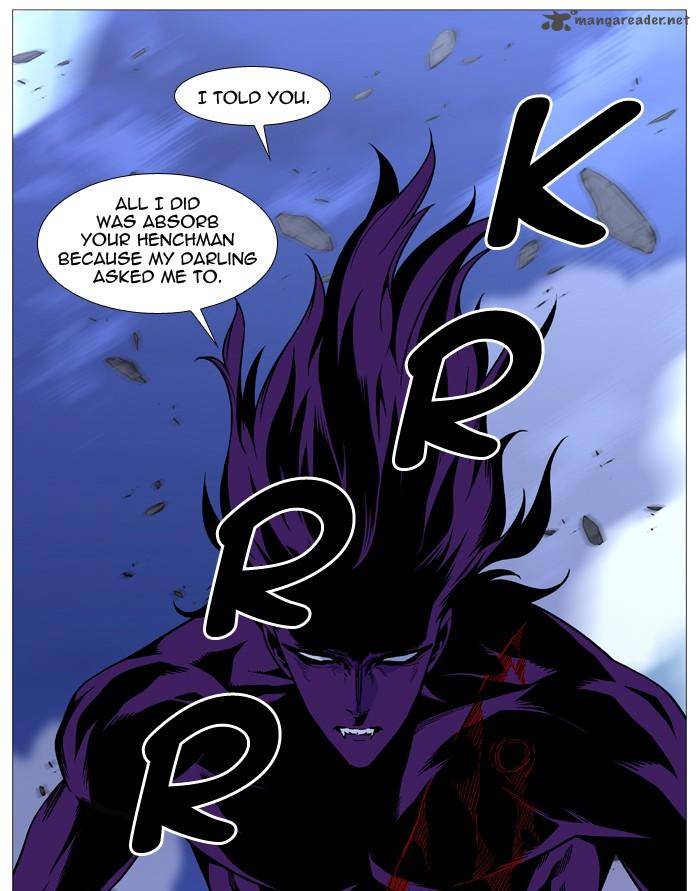 mangareader.net
I TOLD YOU.
ALL I DID
WAS ABSORB
YOUR HENCHMAN
BECAUSE MY DARLING
ASKED ME TO.
K
R
R
R